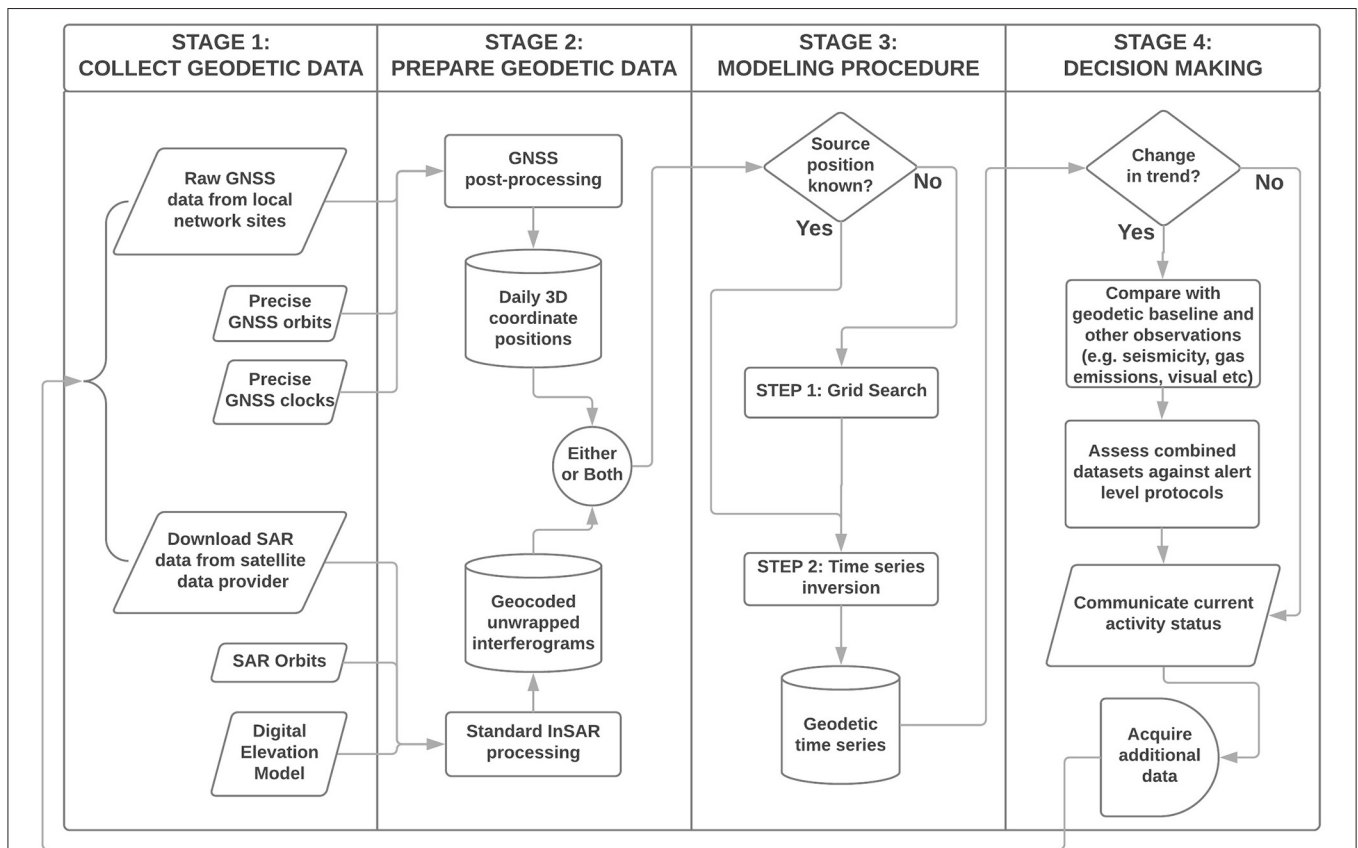 STAGE 1:
COLLECT GEODETIC DATA
STAGE 2:
PREPARE GEODETIC DATA
STAGE 3:
MODELING PROCEDURE
STAGE 4:
DECISION MAKING
Raw GNSS
data from local
network sites
Precise
GNSS orbits
Precise
GNSS clocks
Download SAR
data from satellite
data provider
SAR Orbits
Digital
Elevation
Model
GNSS
post-processing
Daily 3D
coordinate
positions
Either
or Both
Geocoded
unwrapped
interferograms
Standard InSAR
processing
Source
position
known?
No
Yes
STEP 1: Grid Search
STEP 2: Time series
inversion
Geodetic
time series
Change
in trend?
No
Yes
Compare with
geodetic baseline and
other observations
(e.g. seismicity, gas
emissions, visual etc)
Assess combined
datasets against alert
level protocols
Communicate current
activity status
Acquire
additional
data